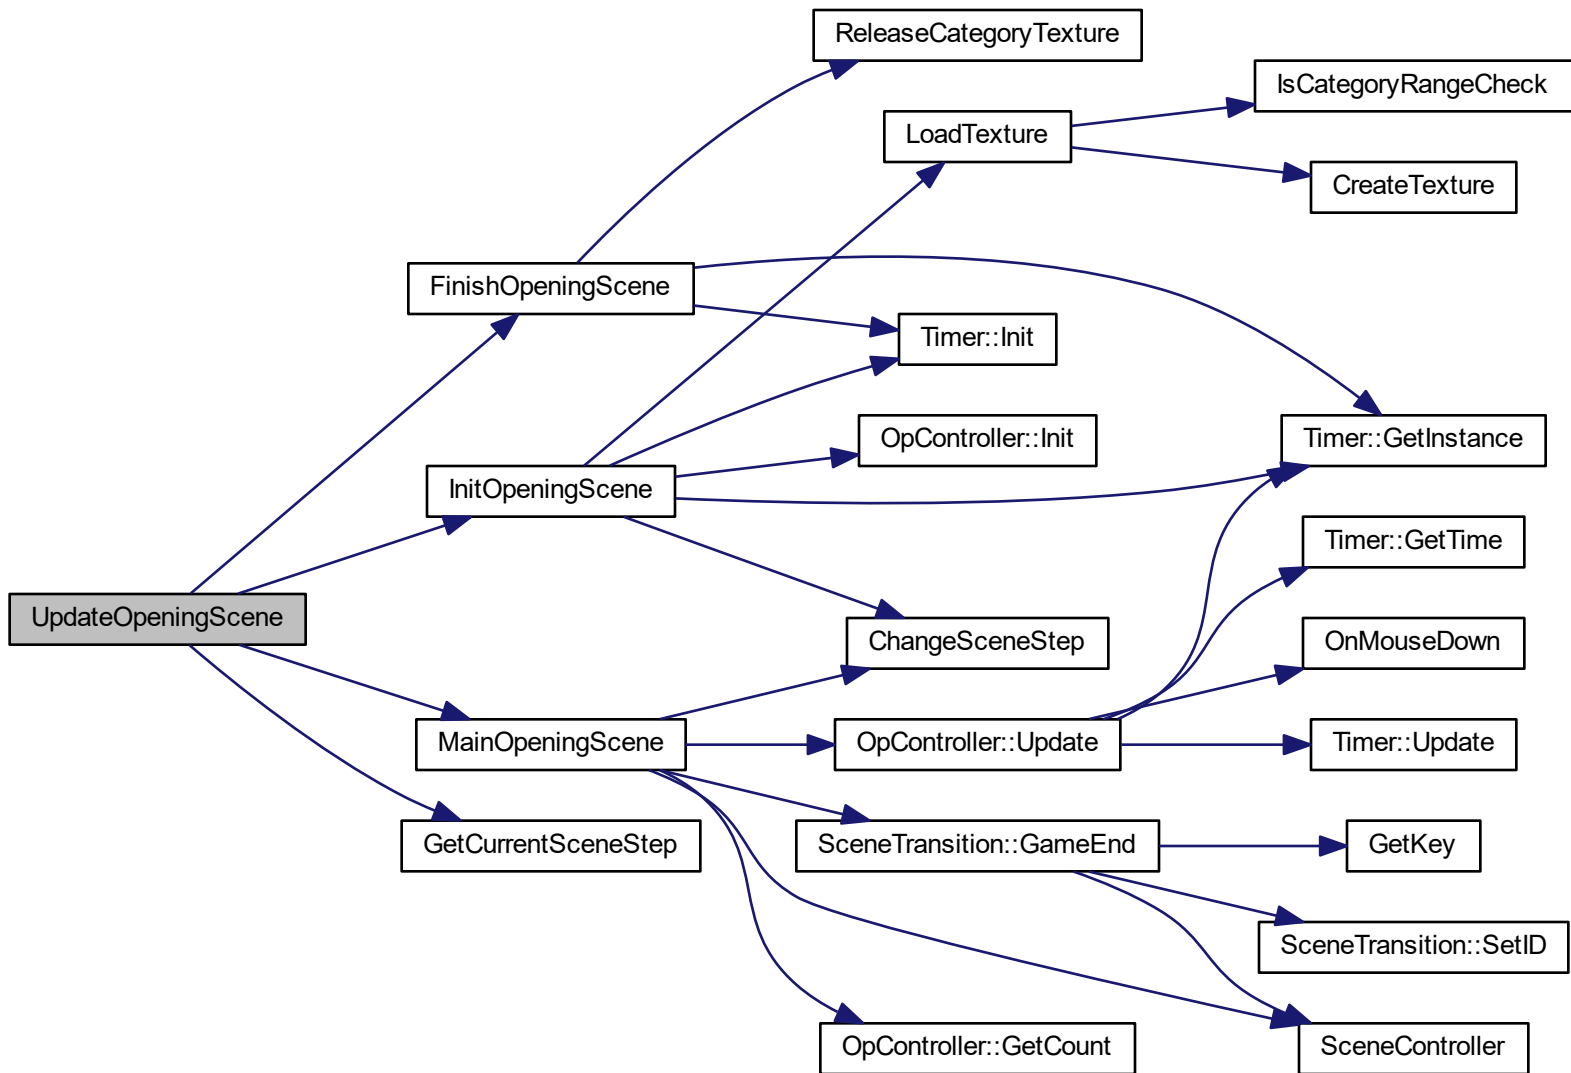 ReleaseCategoryTexture
IsCategoryRangeCheck
LoadTexture
CreateTexture
FinishOpeningScene
Timer::Init
OpController::Init
Timer::GetInstance
InitOpeningScene
Timer::GetTime
UpdateOpeningScene
ChangeSceneStep
OnMouseDown
MainOpeningScene
OpController::Update
Timer::Update
GetCurrentSceneStep
SceneTransition::GameEnd
GetKey
SceneTransition::SetID
OpController::GetCount
SceneController